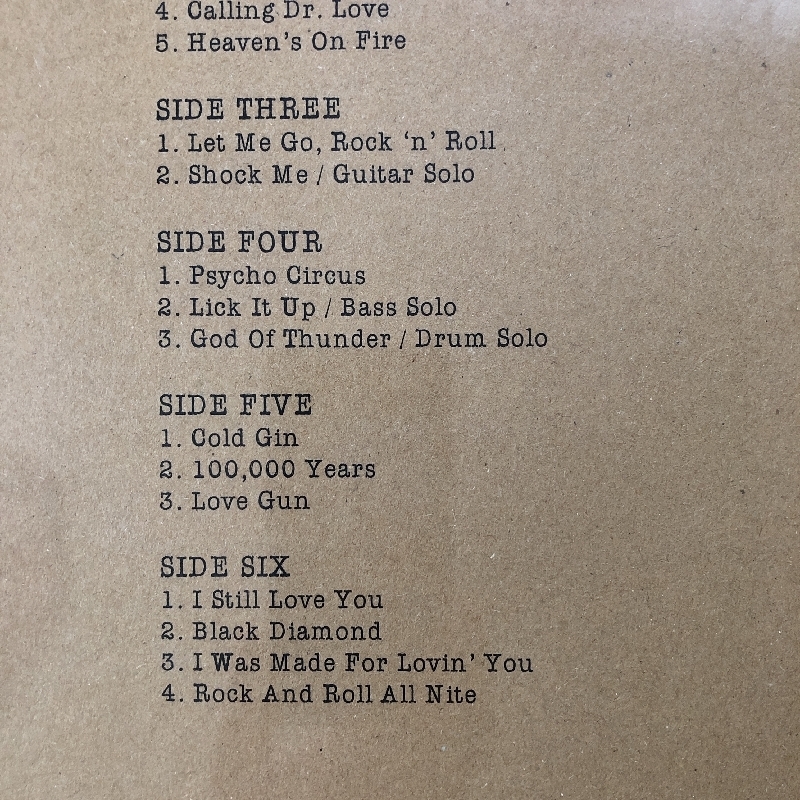 4. Calling Dr. Love
5. Heaven's On Fire
SIDE THREE
1. Let Me Go, Rock 'n' Roll
2. Shock Me / Guitar Solo
SIDE FOUR
1. Psycho Circus
2. Lick It Up / Bass Solo
3. God Of Thunder / Drum Solo
SIDE FIVE
1. Cold Gin
2. 100,000 Years
3. Love Gun
SIDE SIX
1. I Still Love You
2. Black Diamond
3. I Was Made For Lovin' You
4. Rock And Roll All Nite